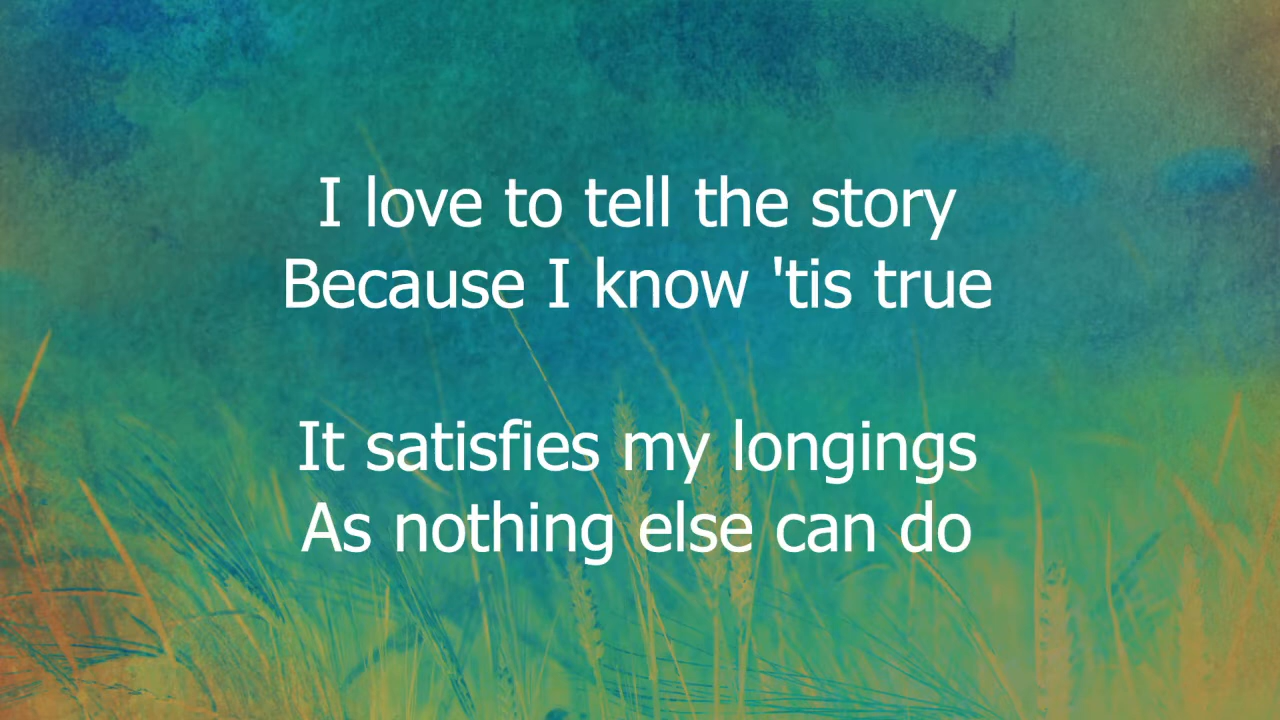 I love to tell the story
Because I know 'tis true
It satisfies my longings
As nothing else can do